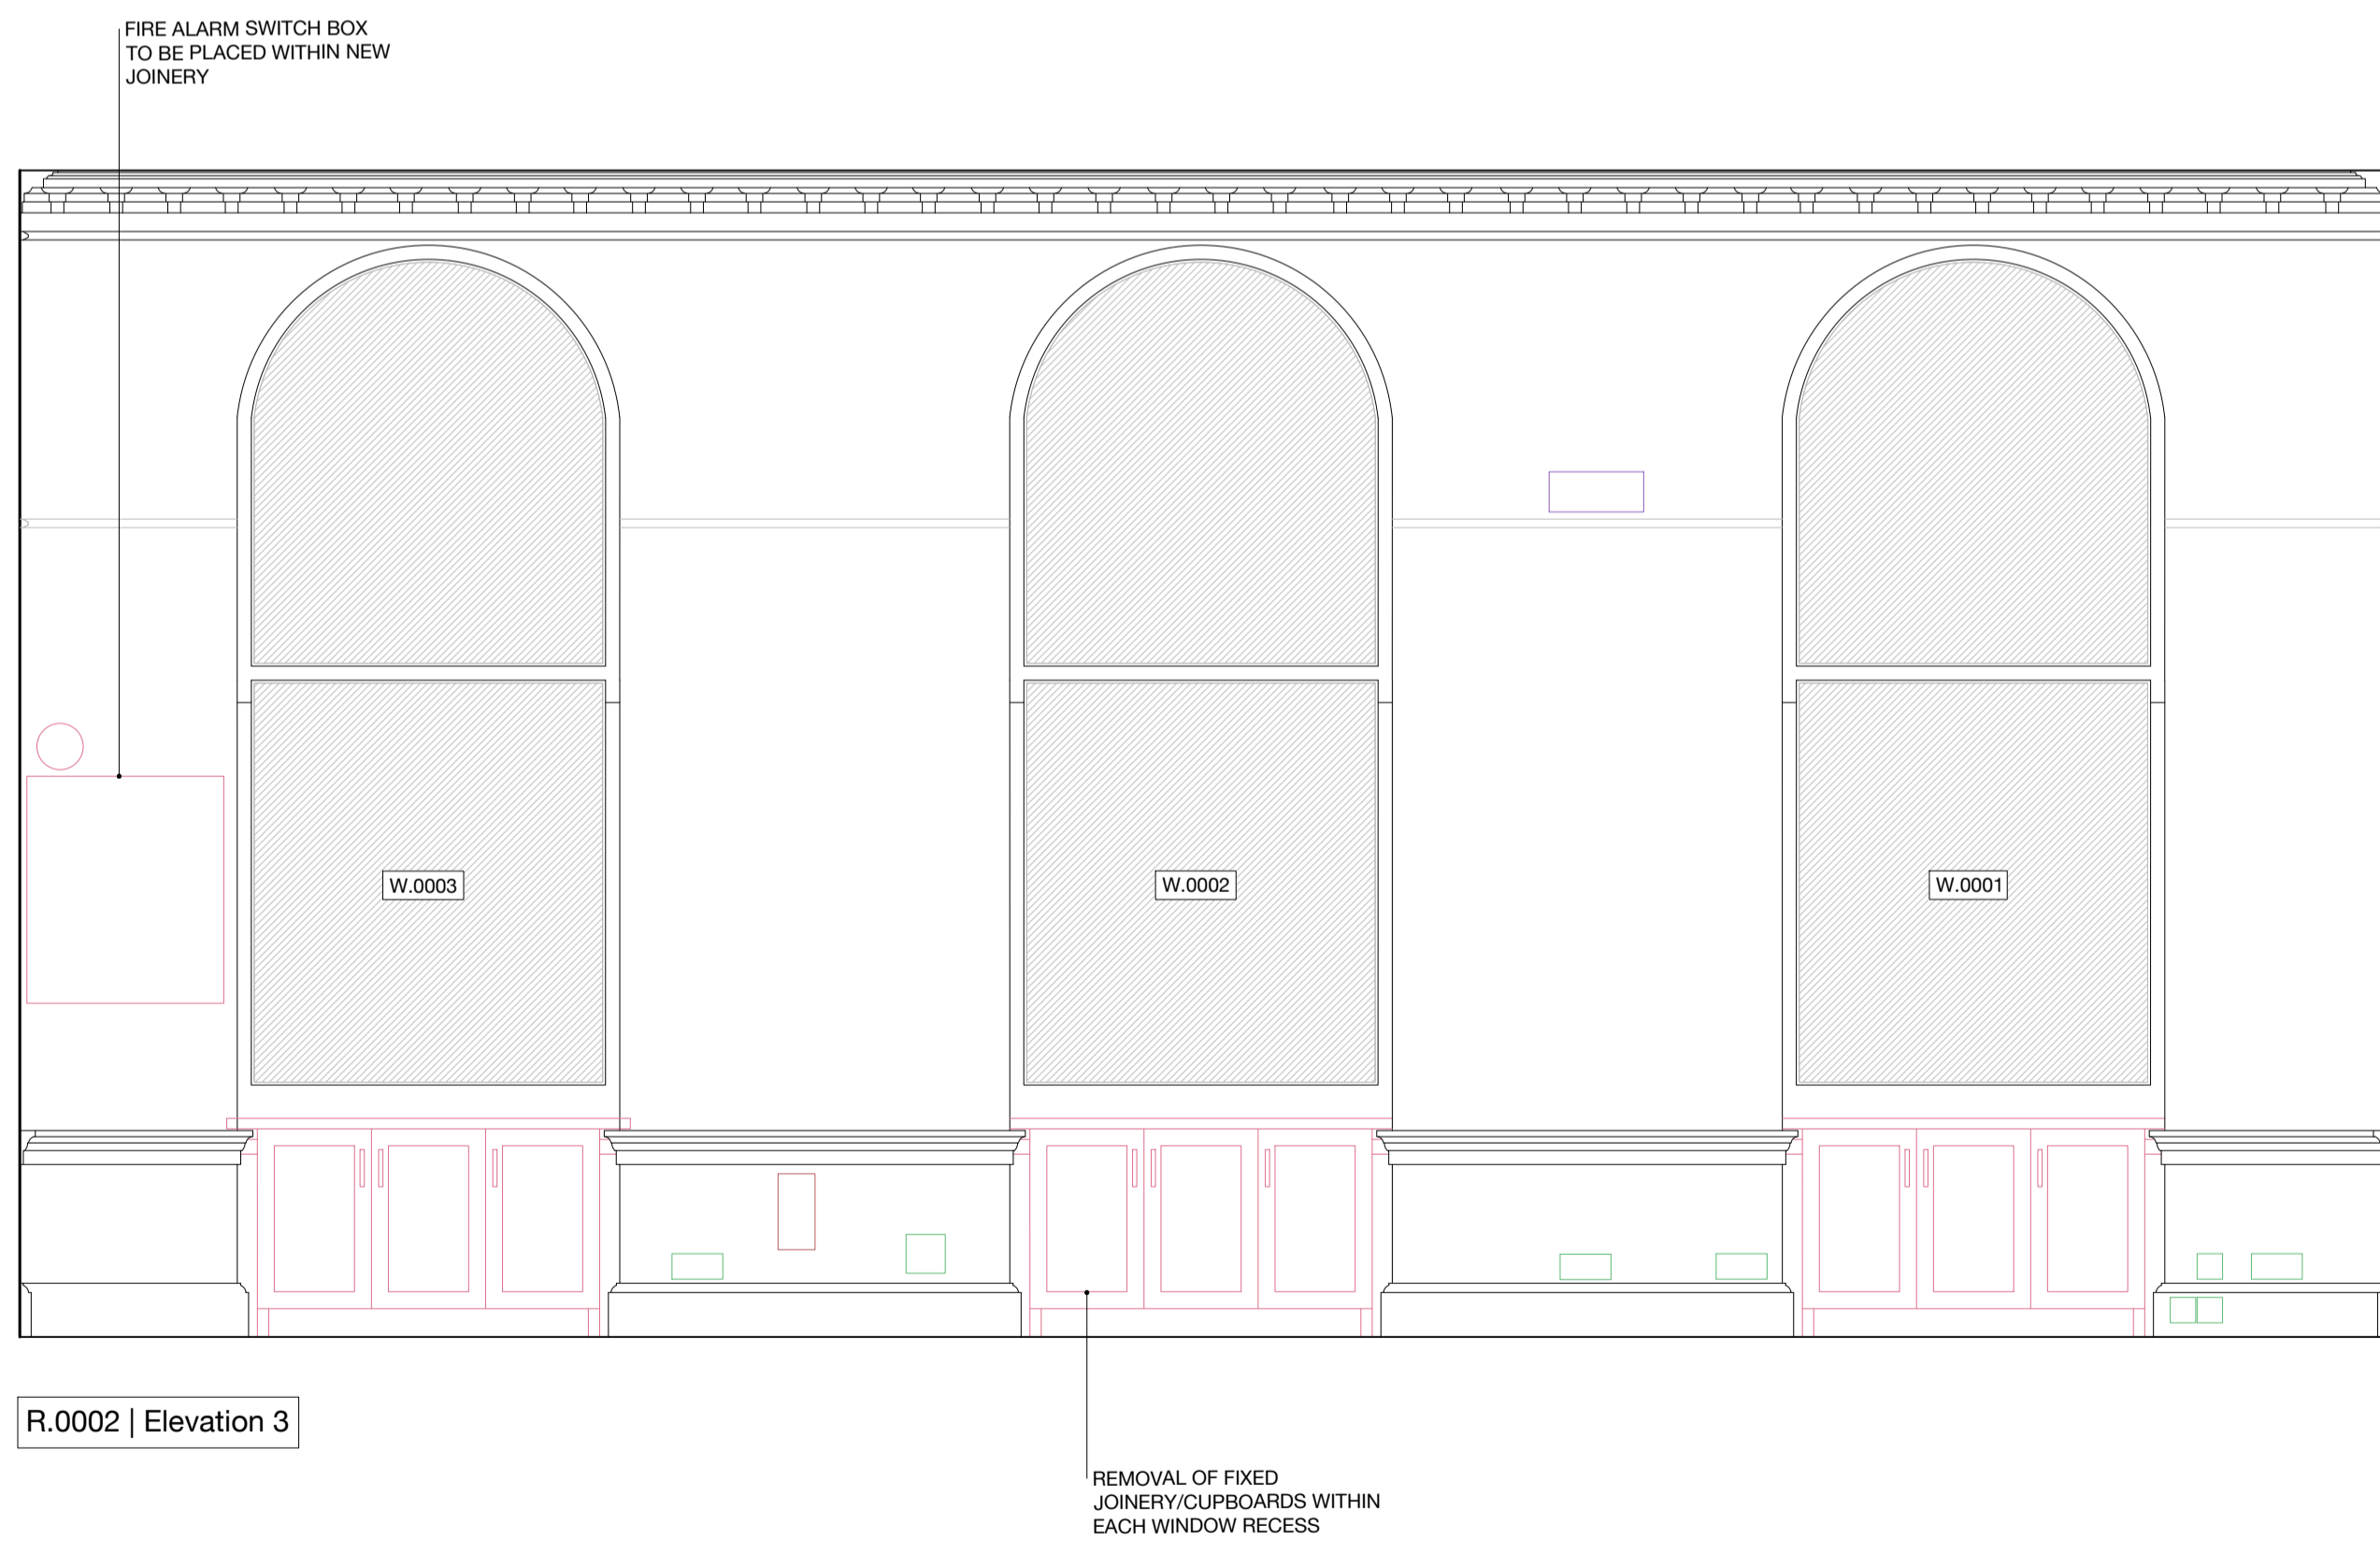 FIRE ALARM SWITCH BOX
TO BE PLACED WITHIN NEW
JOINERY
W.0003
W.0002
W.0001
R.0002 | Elevation 3
REMOVAL OF FIXED
JOINERY/CUPBOARDS WITHIN
EACH WINDOW RECESS